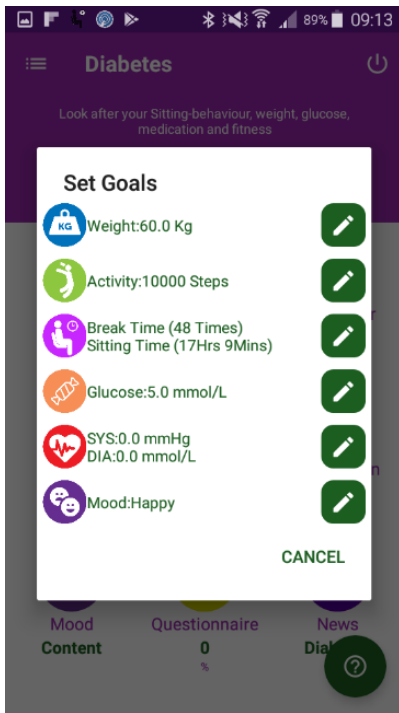 89% 09:13
Diabetes
Look after your Sitting-behaviour, weight, glucose,
medication and fitness
Set Goals
KG
Weight:60.0 Kg
Activity:10000 Steps
Break Time (48 Times)
Sitting Time (17Hrs 9Mins)
Glucose:5.0 mmol/L
SYS:0.0 mmHg
DIA:0.0 mmol/L
Mood:Happy
CANCEL
Mood Questionnaire News
Content 0
%